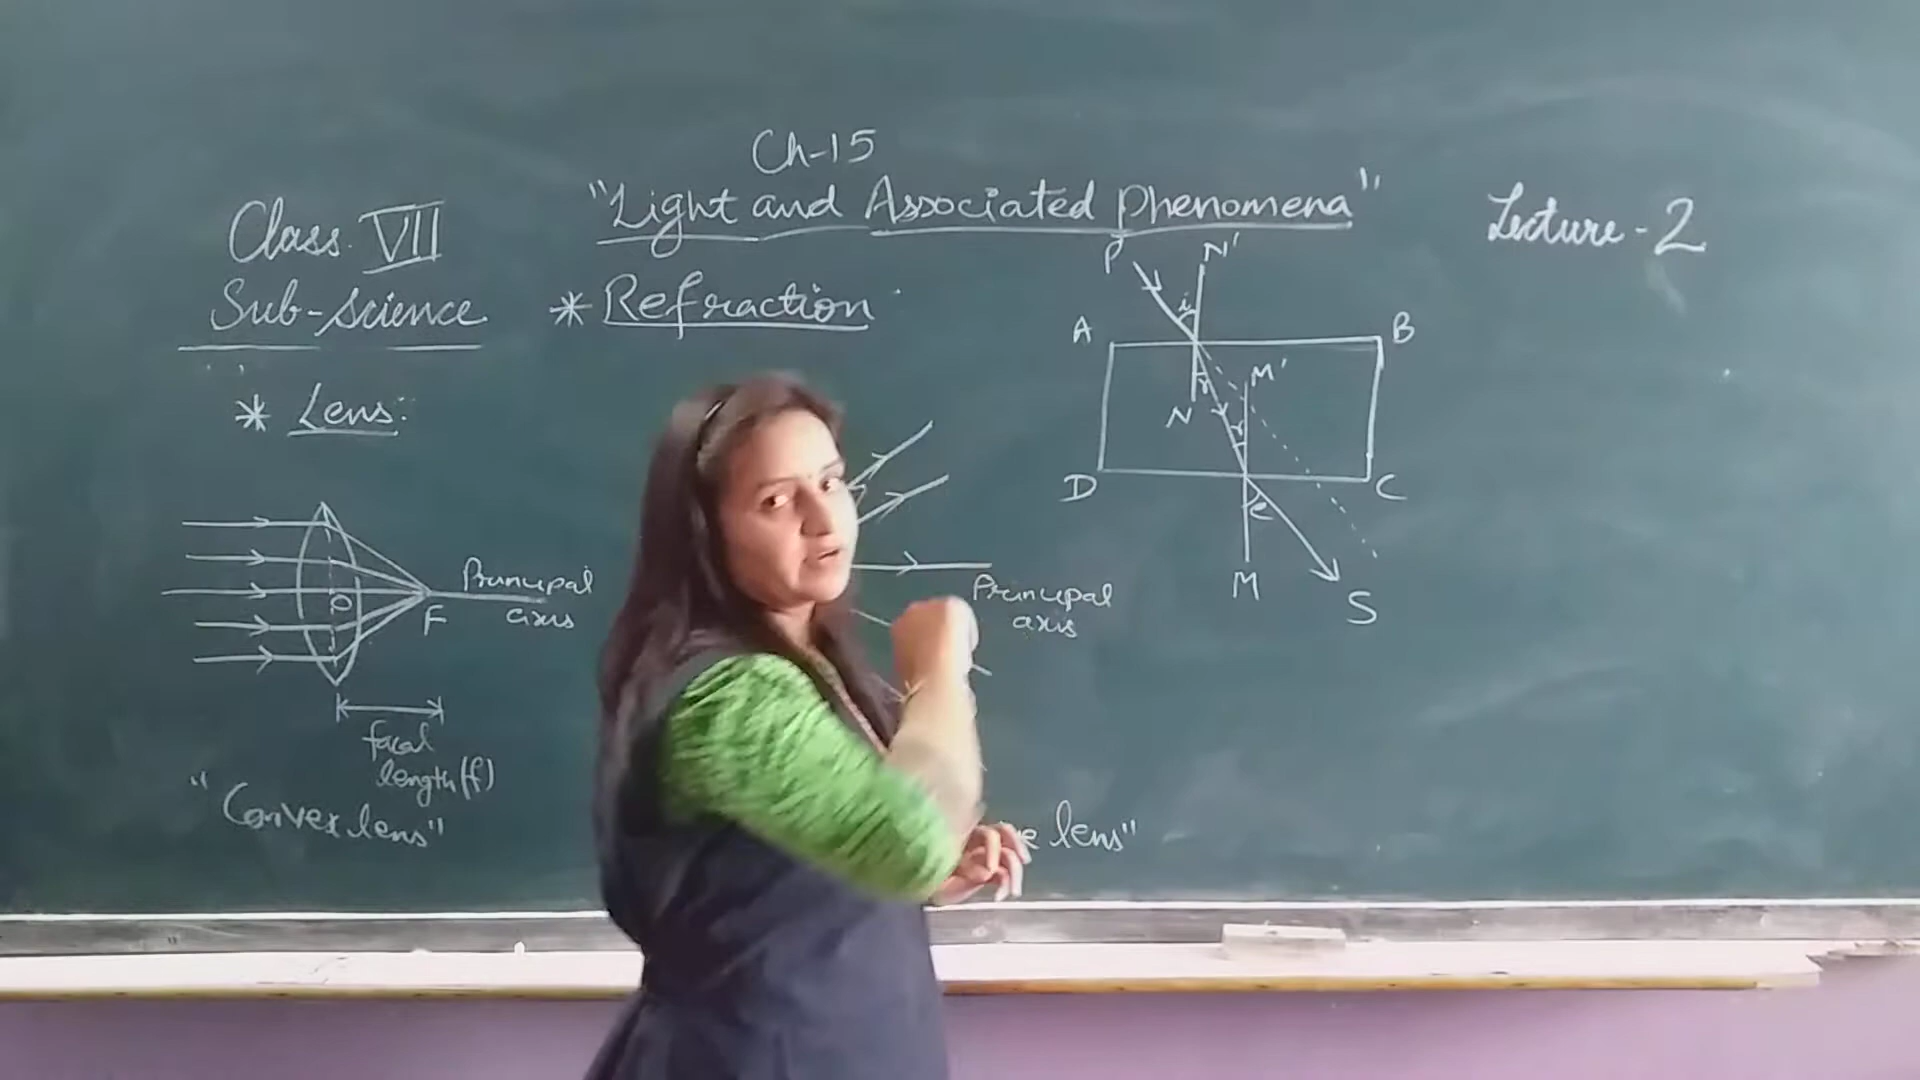 Ch-15
"Light and Associated Phenomena"
Lecture-2
Class VII
Sub-science
* Refraction
* Lens:
P
N'
i
A
B
r
M'
N
r
D
C
e
M
S
O
F
Principal
axis
focal
length (f)
"Convex lens"
Principal
axis
lens"